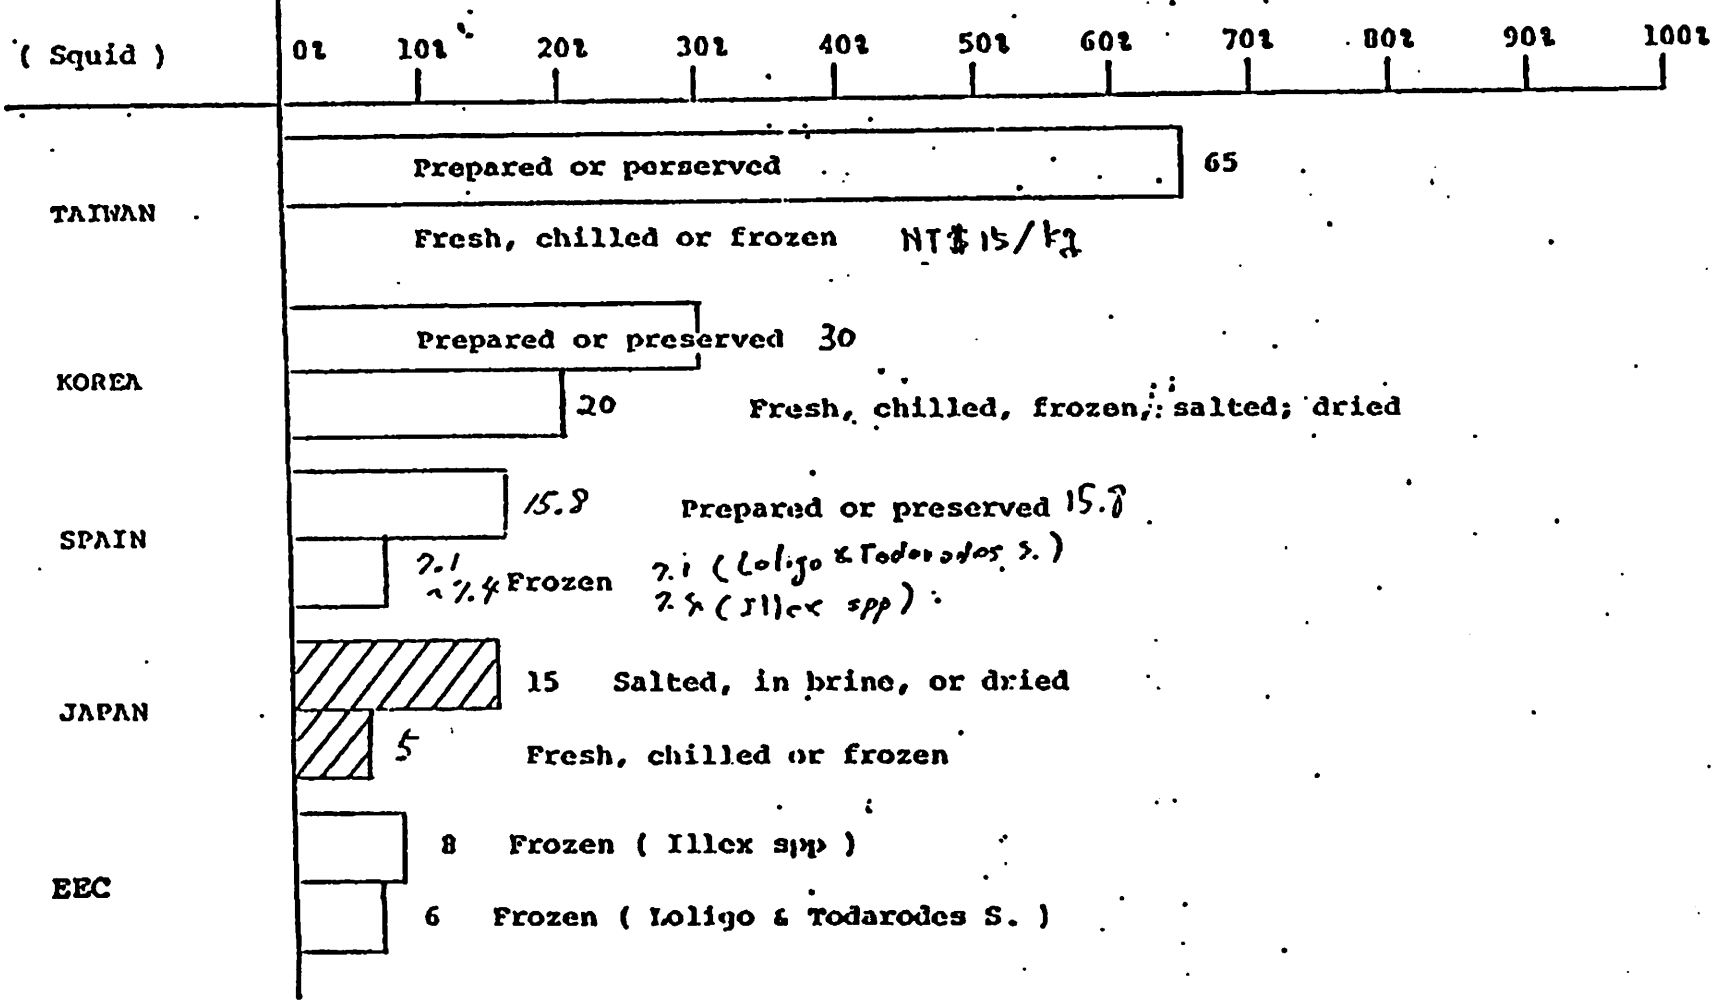 ( Squid ) 0% 10% 20% 30% 40% 50% 60% 70% 80% 90% 100%
Prepared or perserved 65
TAIWAN
Fresh, chilled or frozen NT$15/kg
Prepared or preserved 30
KOREA
20 Fresh, chilled, frozen, salted; dried
15.8 Prepared or preserved 15.8
SPAIN
7.1 7.1 (Loligo & Todarodos S.)
~7.4 Frozen
(Illex spp)
15 Salted, in brine, or dried
JAPAN
5 Fresh, chilled or frozen
8 Frozen ( Illex spp )
EEC
6 Frozen ( Loligo & Todarodes S. )